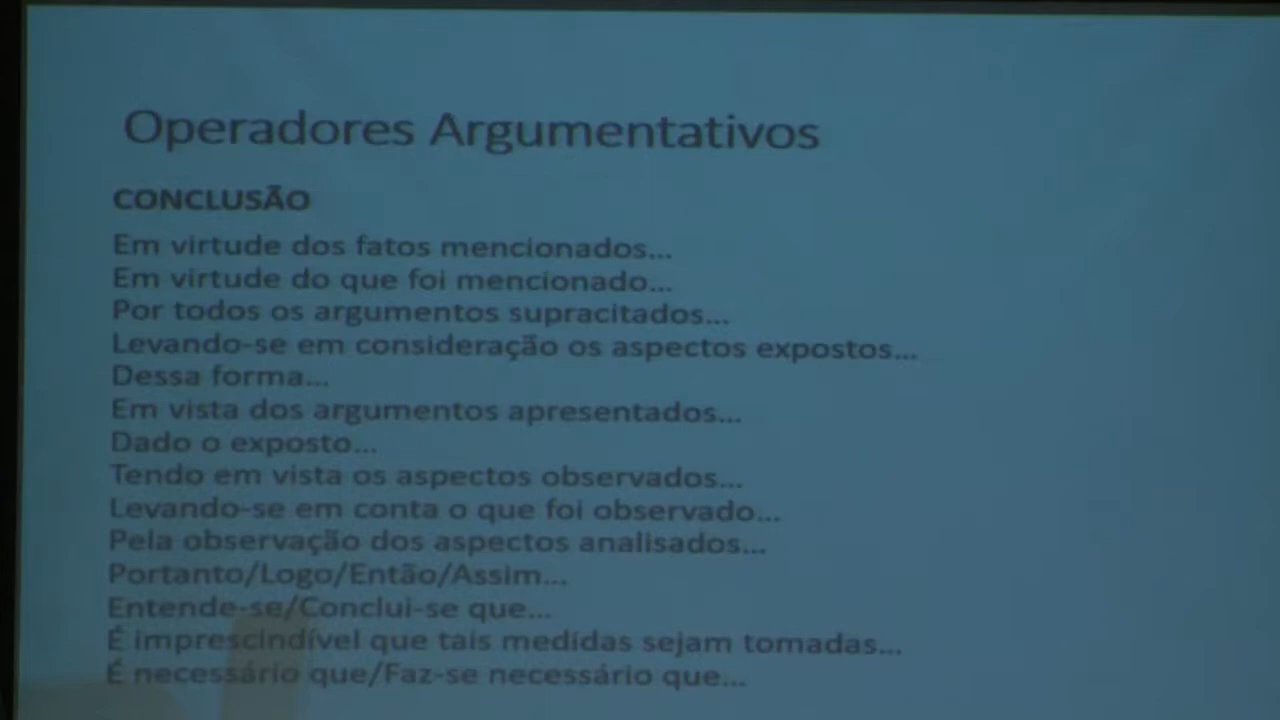 Operadores Argumentativos
CONCLUSÃO
Em virtude dos fatos mencionados...
Em virtude do que foi mencionado...
Por todos os argumentos supracitados...
Levando-se em consideração os aspectos expostos...
Dessa forma...
Em vista dos argumentos apresentados...
Dado o exposto...
Tendo em vista os aspectos observados...
Levando-se em conta o que foi observado...
Pela observação dos aspectos analisados...
Portanto/Logo/Então/Assim...
Entende-se/Conclui-se que...
É imprescindível que tais medidas sejam tomadas...
É necessário que/Faz-se necessário que...